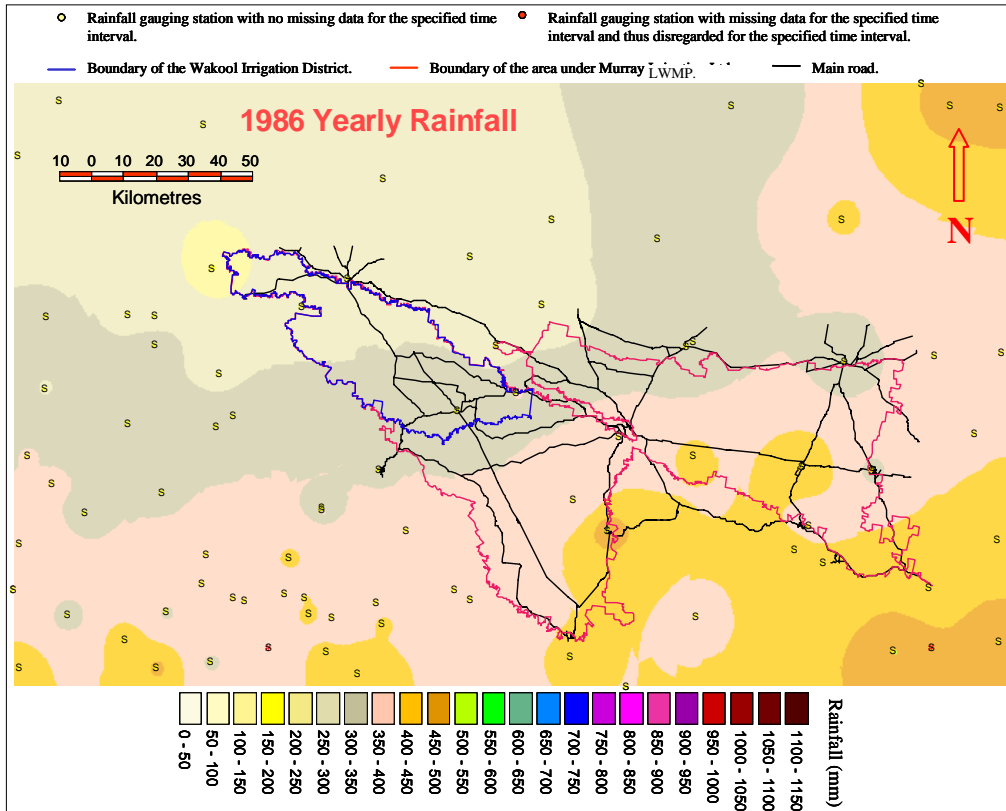 Rainfall gauging station with no missing data for the specified time
interval.
Rainfall gauging station with missing data for the specified time
interval and thus disregarded for the specified time interval.
Boundary of the Wakool Irrigation District.
Boundary of the area under Murray
LWMP.
Main road.
1986 Yearly Rainfall
10 0 10 20 30 40 50
Kilometres
N
0 - 50
50 - 100
100 - 150
150 - 200
200 - 250
250 - 300
300 - 350
350 - 400
400 - 450
450 - 500
500 - 550
550 - 600
600 - 650
650 - 700
700 - 750
750 - 800
800 - 850
850 - 900
900 - 950
950 - 1000
1000 - 1050
1050 - 1100
1100 - 1150
Rainfall (mm)